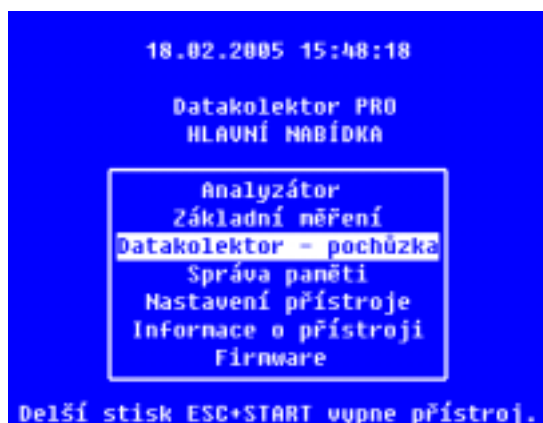 18.02.2005 15:48:18
Datakolektor PRO
HLAVNÍ NABÍDKA
Analyzátor
Základní měření
Datakolektor - pochůzka
Správa paměti
Nastavení přístroje
Informace o přístroji
Firmware
Delší stisk ESC+START vypne přístroj.